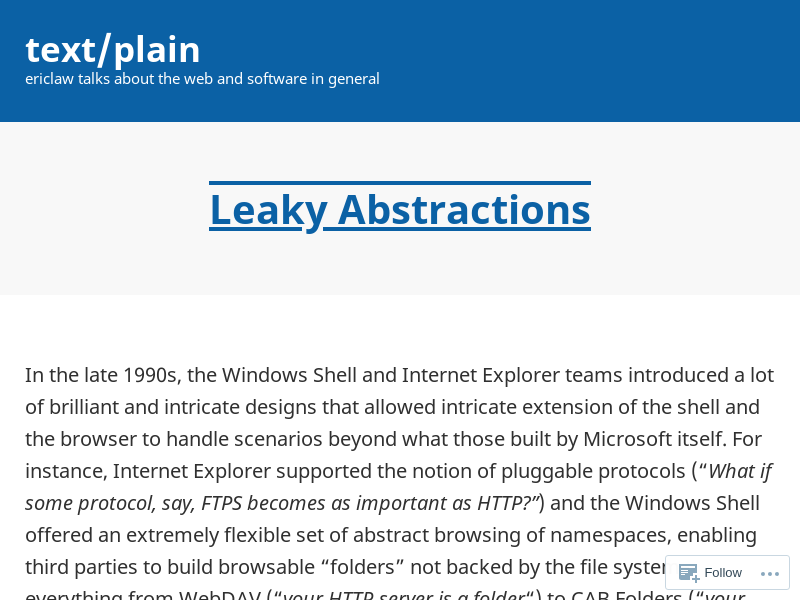 text/plain
ericlaw talks about the web and software in general
Leaky Abstractions
In the late 1990s, the Windows Shell and Internet Explorer teams introduced a lot
of brilliant and intricate designs that allowed intricate extension of the shell and
the browser to handle scenarios beyond what those built by Microsoft itself. For
instance, Internet Explorer supported the notion of pluggable protocols (“What if
some protocol, say, FTPS becomes as important as HTTP?”) and the Windows Shell
offered an extremely flexible set of abstract browsing of namespaces, enabling
third parties to build browsable “folders” not backed by the file
everything from WebDAV (“your HTTP server is a folder“) to CAB Folders (“your
Follow